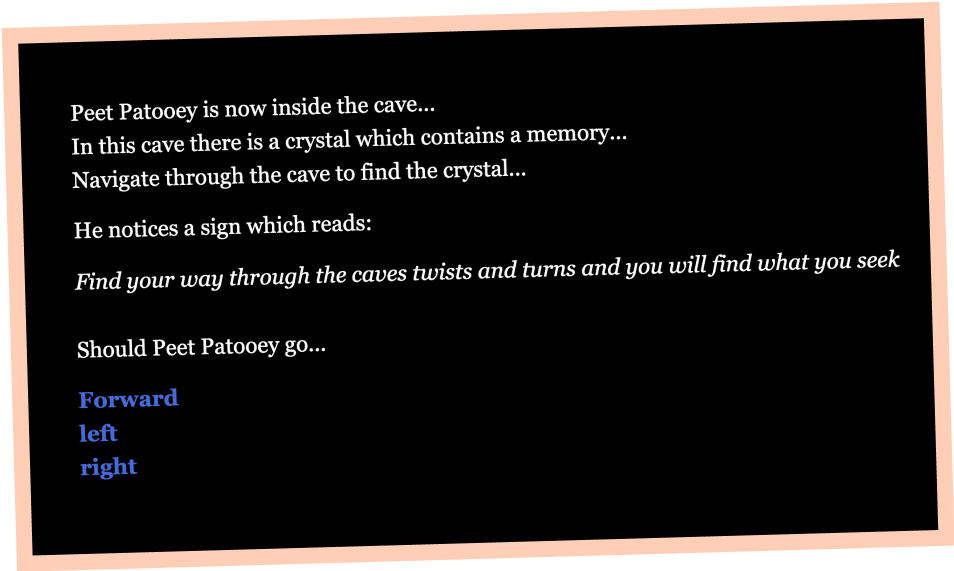 Peet Patooey is now inside the cave...
In this cave there is a crystal which contains a memory...
Navigate through the cave to find the crystal...
He notices a sign which reads:
Find your way through the caves twists and turns and you will find what you seek
Should Peet Patooey go...
Forward
left
right